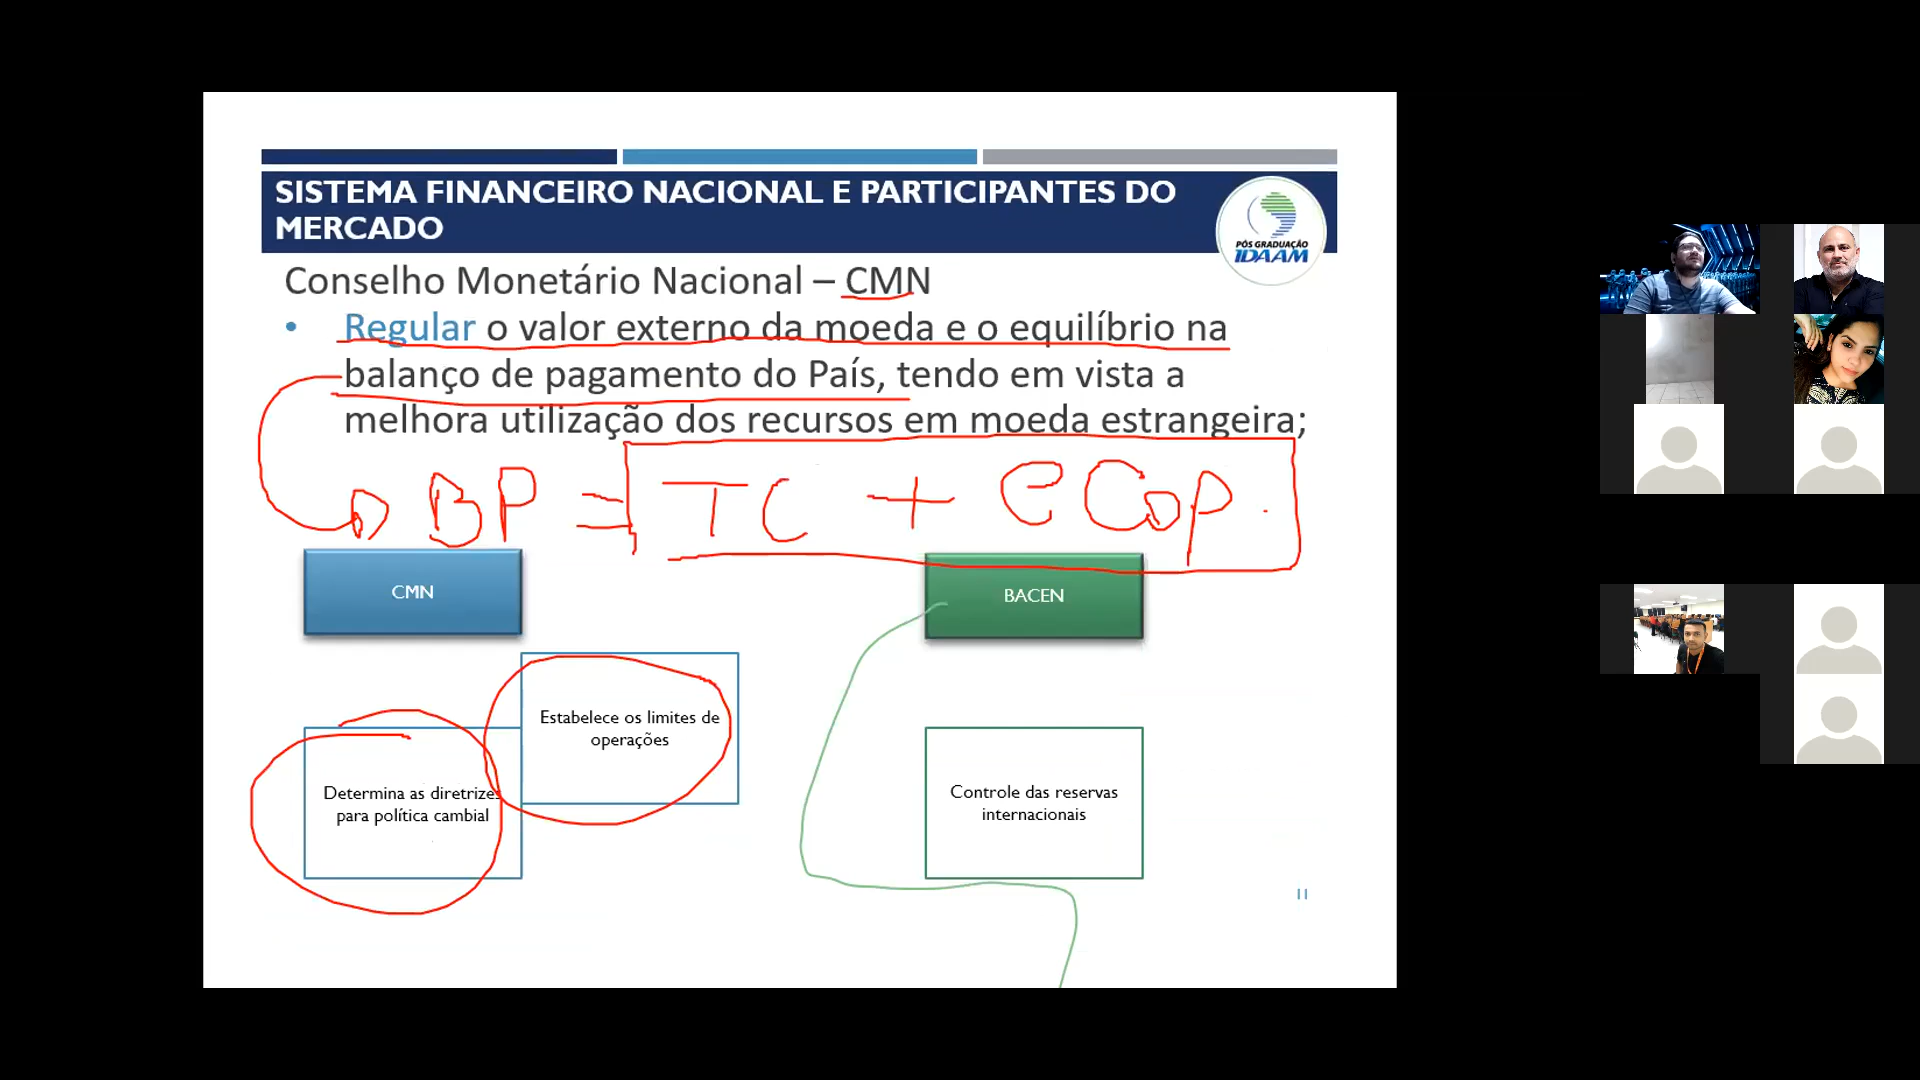 SISTEMA FINANCEIRO NACIONAL E PARTICIPANTES DO
MERCADO
PÓS GRADUAÇÃO
IDAAM
Conselho Monetário Nacional – CMN
• Regular o valor externo da moeda e o equilíbrio na
balanço de pagamento do País, tendo em vista a
melhora utilização dos recursos em moeda estrangeira;
BP = TC +
CMN
BACEN
Estabelece os limites de
operações
Determina as diretrizes
para política cambial
Controle das reservas
internacionais
11